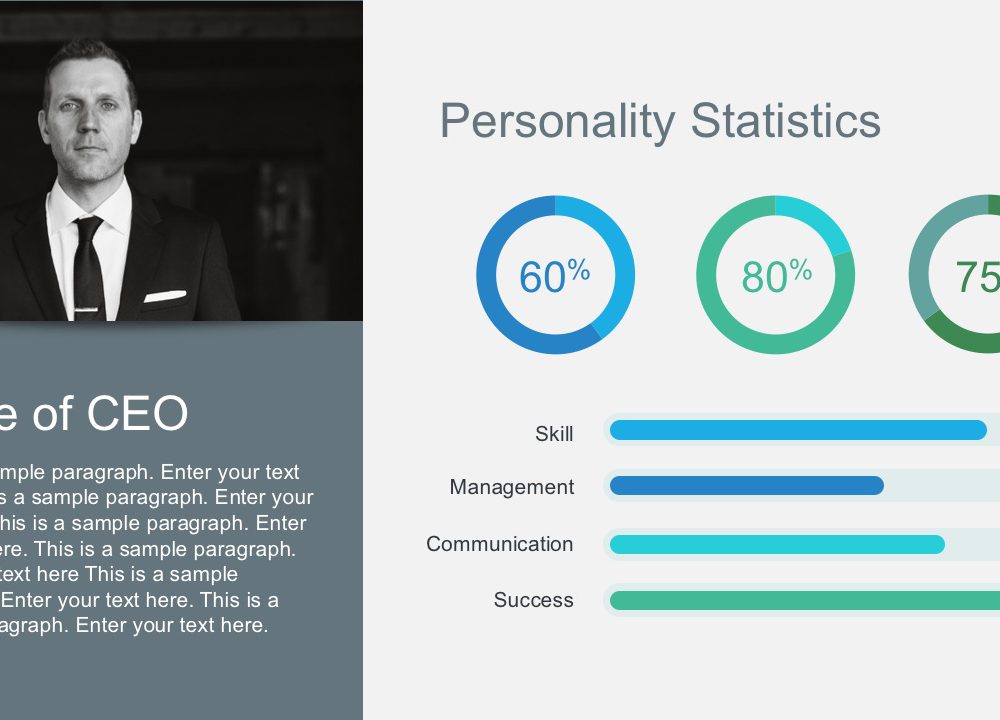 Personality Statistics
60%
80%
75
e of CEO
mple paragraph. Enter your text
s a sample paragraph. Enter your
his is a sample paragraph. Enter
ere. This is a sample paragraph.
text here This is a sample
Enter your text here. This is a
agraph. Enter your text here.
Skill
Management
Communication
Success